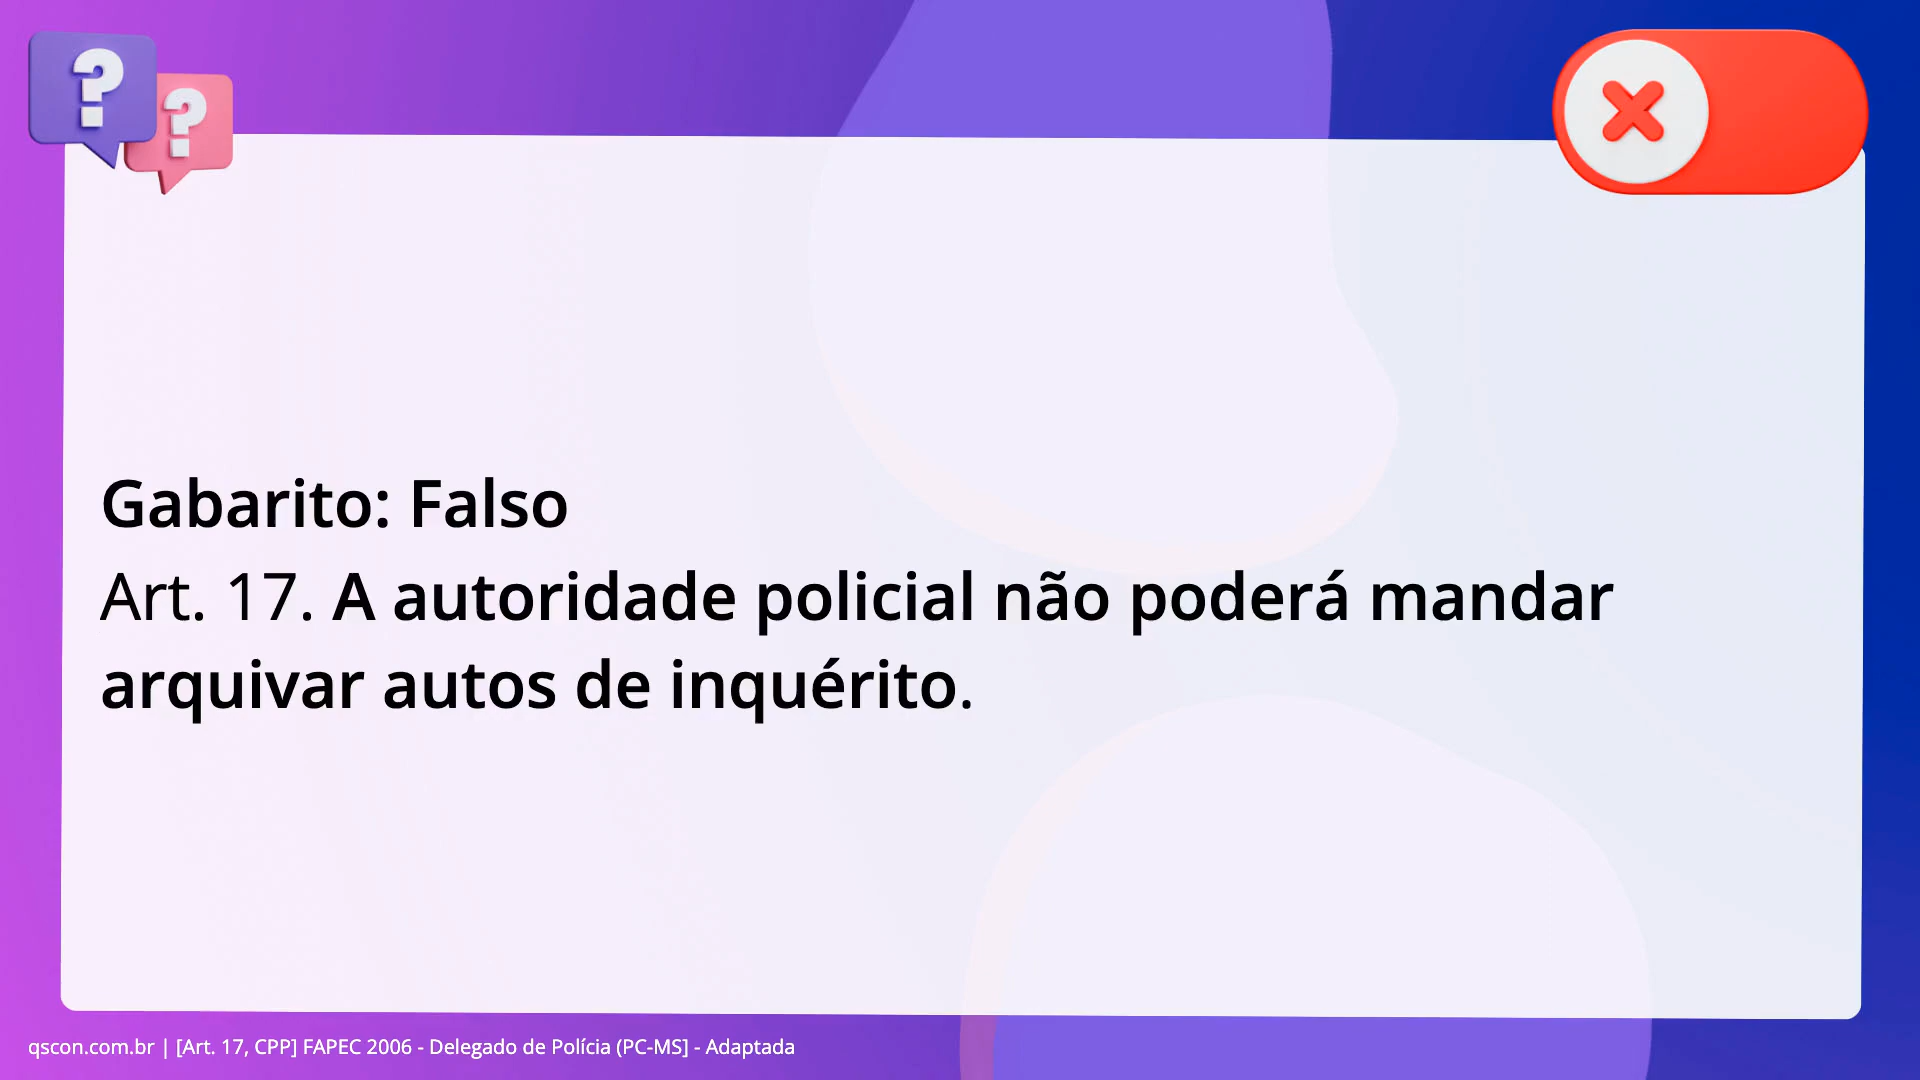 Gabarito: Falso
Art. 17. A autoridade policial não poderá mandar
arquivar autos de inquérito.
qscon.com.br | [Art. 17, CPP] FAPEC 2006 - Delegado de Polícia (PC-MS] - Adaptada